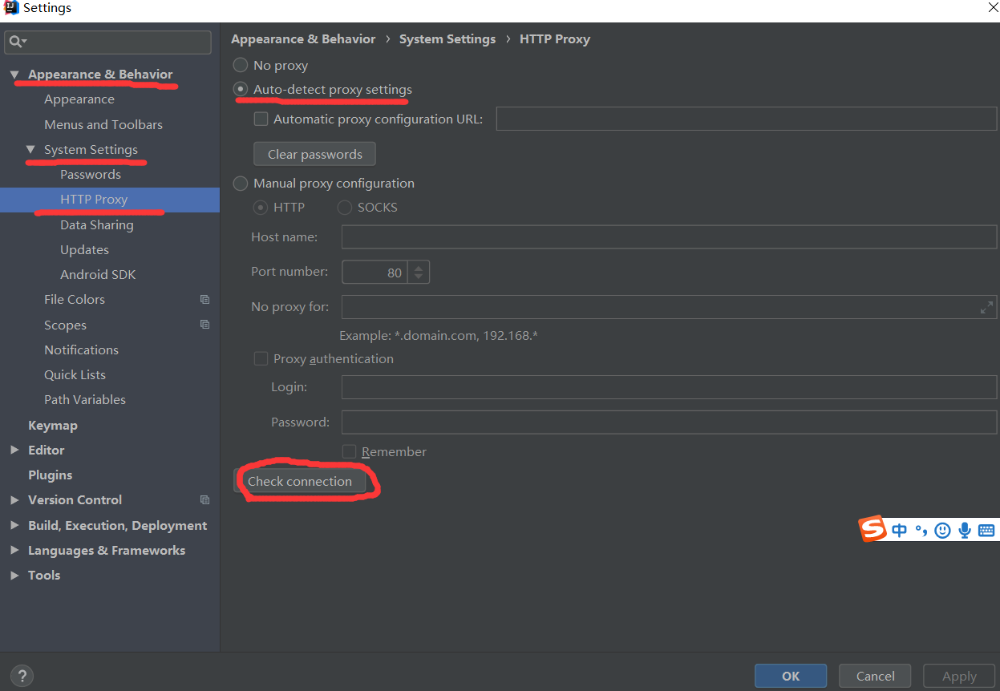 Settings
Appearance & Behavior › System Settings › HTTP Proxy
Appearance & Behavior
Appearance
Menus and Toolbars
System Settings
Passwords
HTTP Proxy
Data Sharing
Updates
Android SDK
File Colors
Scopes
Notifications
Quick Lists
Path Variables
Keymap
Editor
Plugins
Version Control
Build, Execution, Deployment
Languages & Frameworks
Tools
No proxy
Auto-detect proxy settings
Automatic proxy configuration URL:
Clear passwords
Manual proxy configuration
HTTP SOCKS
Host name:
Port number: 80
No proxy for:
Example: *.domain.com, 192.168.*
Proxy authentication
Login:
Password:
Remember
Check connection
中
?
OK Cancel Apply